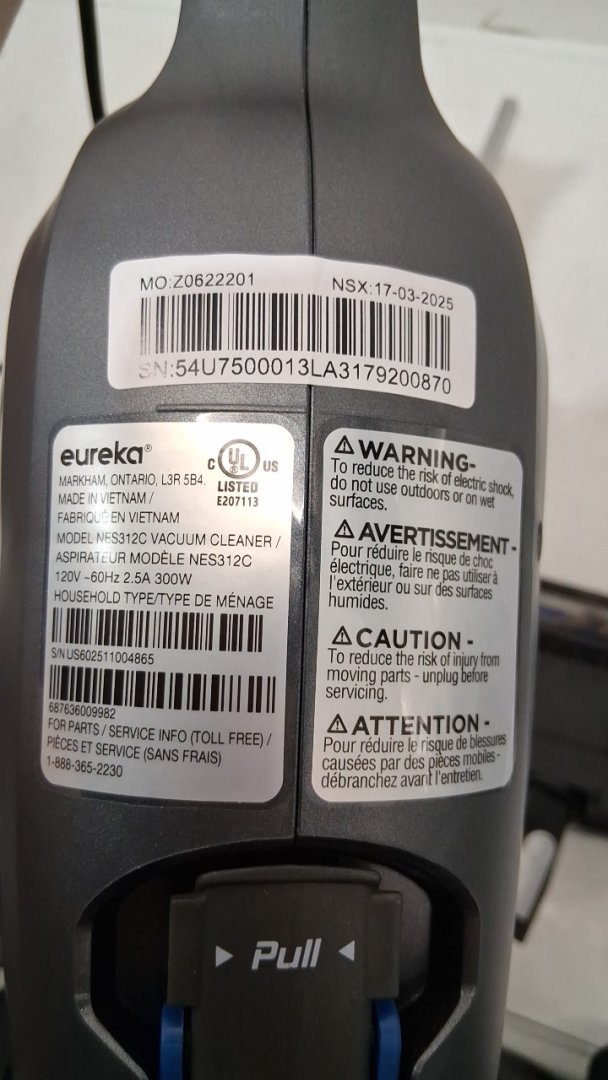 MO:Z0622201 NSX:17-03-2025
SN:54U7500013LA3179200870
eureka®
C UL US
LISTED
E207113
MARKHAM, ONTARIO, L3R 5B4.
MADE IN VIETNAM /
FABRIQUÉ EN VIETNAM
MODEL NES312C VACUUM CLEANER /
ASPIRATEUR MODÈLE NES312C
120V ~60Hz 2.5A 300W
HOUSEHOLD TYPE/TYPE DE MÉNAGE
S/N US602511004865
687636009982
FOR PARTS / SERVICE INFO (TOLL FREE) /
PIÈCES ET SERVICE (SANS FRAIS)
1-888-365-2230
WARNING-
To reduce the risk of electric shock,
do not use outdoors or on wet
surfaces.
AVERTISSEMENT-
Pour réduire le risque de choc
électrique, faire ne pas utiliser à
l'extérieur ou sur des surfaces
humides.
CAUTION -
To reduce the risk of injury from
moving parts - unplug before
servicing.
ATTENTION -
Pour réduire le risque de blessures
causées par des pièces mobiles -
débranchez avant l'entretien.
Pull